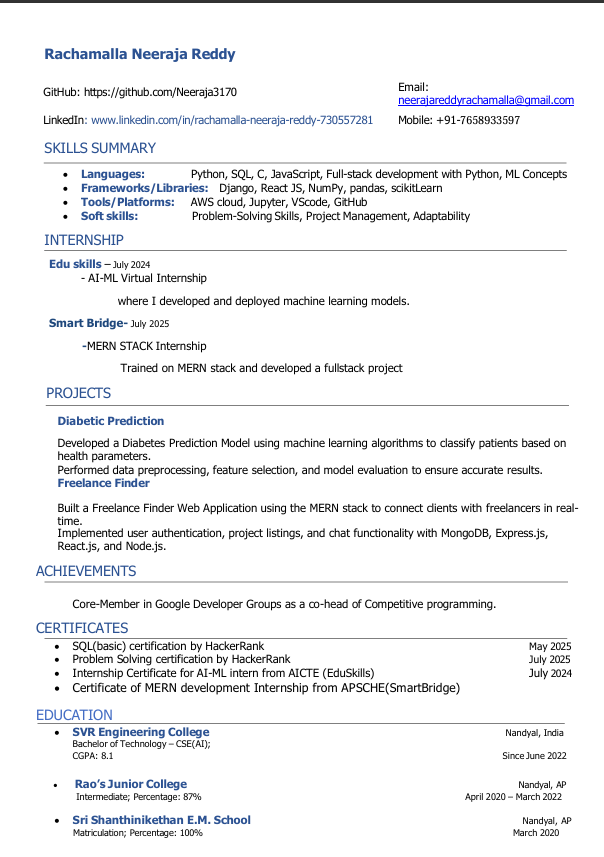 Rachamalla Neeraja Reddy
GitHub: https://github.com/Neeraja3170
Email:
neerajareddyrachamalla@gmail.com
LinkedIn: www.linkedin.com/in/rachamalla-neeraja-reddy-730557281
Mobile: +91-7658933597
SKILLS SUMMARY
• Languages: Python, SQL, C, JavaScript, Full-stack development with Python, ML Concepts
• Frameworks/Libraries: Django, React JS, NumPy, pandas, scikitLearn
• Tools/Platforms: AWS cloud, Jupyter, VScode, GitHub
• Soft skills: Problem-Solving Skills, Project Management, Adaptability
INTERNSHIP
Edu skills – July 2024
- AI-ML Virtual Internship
where I developed and deployed machine learning models.
Smart Bridge- July 2025
-MERN STACK Internship
Trained on MERN stack and developed a fullstack project
PROJECTS
Diabetic Prediction
Developed a Diabetes Prediction Model using machine learning algorithms to classify patients based on
health parameters.
Performed data preprocessing, feature selection, and model evaluation to ensure accurate results.
Freelance Finder
Built a Freelance Finder Web Application using the MERN stack to connect clients with freelancers in real-
time.
Implemented user authentication, project listings, and chat functionality with MongoDB, Express.js,
React.js, and Node.js.
ACHIEVEMENTS
Core-Member in Google Developer Groups as a co-head of Competitive programming.
CERTIFICATES
• SQL(basic) certification by HackerRank May 2025
• Problem Solving certification by HackerRank July 2025
• Internship Certificate for AI-ML intern from AICTE (EduSkills) July 2024
• Certificate of MERN development Internship from APSCHE(SmartBridge)
EDUCATION
• SVR Engineering College Nandyal, India
Bachelor of Technology – CSE(AI);
CGPA: 8.1 Since June 2022
• Rao's Junior College Nandyal, AP
Intermediate; Percentage: 87% April 2020 – March 2022
• Sri Shanthinikethan E.M. School Nandyal, AP
Matriculation; Percentage: 100% March 2020